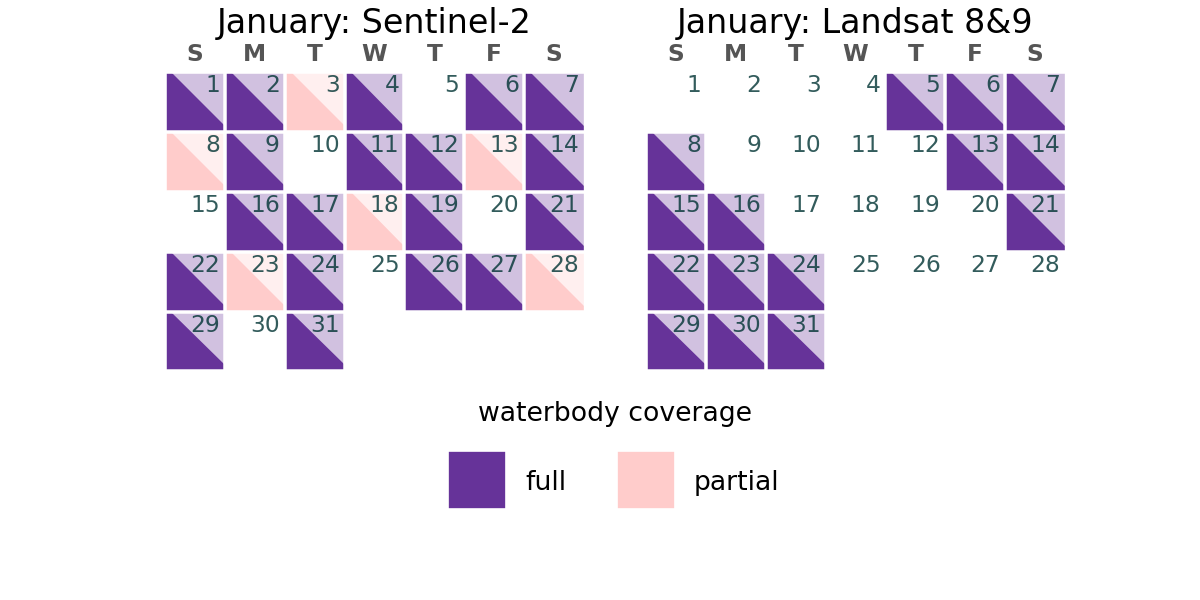 January: Sentinel-2
S M T W T F S
1 2 3 4 5 6 7
8 9 10 11 12 13 14
15 16 17 18 19 20 21
22 23 24 25 26 27 28
29 30 31
January: Landsat 8&9
S M T W T F S
1 2 3 4 5 6 7
8 9 10 11 12 13 14
15 16 17 18 19 20 21
22 23 24 25 26 27 28
29 30 31
waterbody coverage
full
partial